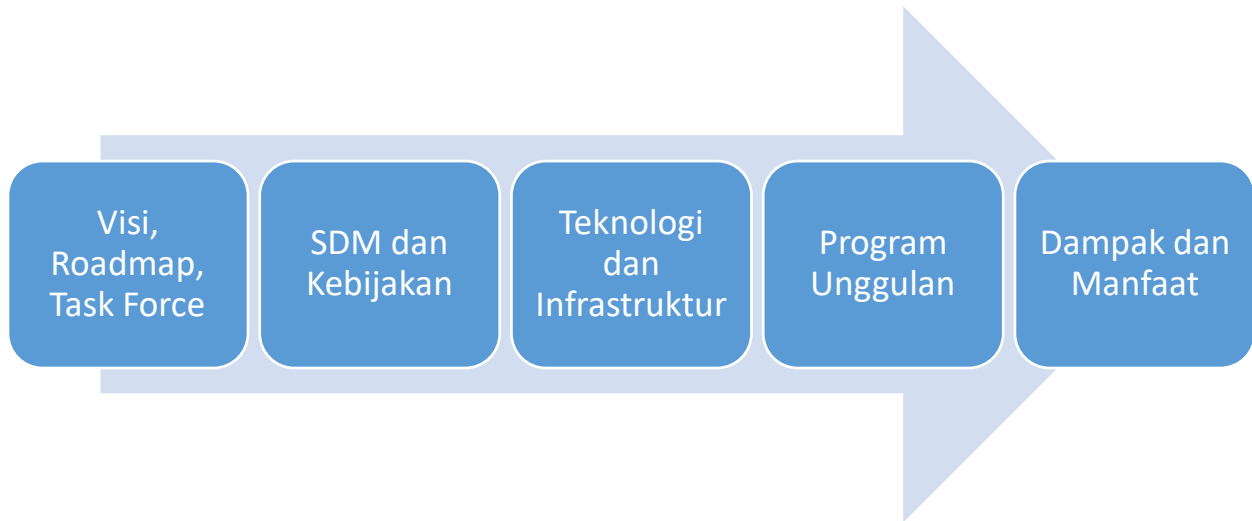 Visi,
Roadmap,
Task Force
SDM dan
Kebijakan
Teknologi
dan
Infrastruktur
Program
Unggulan
Dampak dan
Manfaat